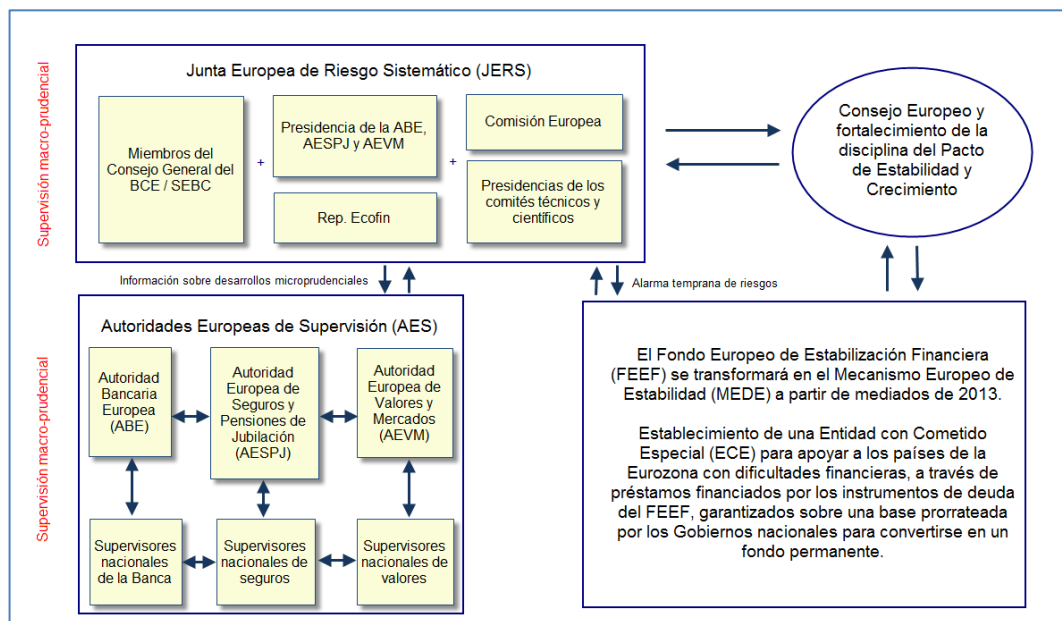 Supervisión macro-prudencial
Junta Europea de Riesgo Sistemático (JERS)
Miembros del
Consejo General del
BCE / SEBC
+
Presidencia de la ABE,
AESPJ y AEVM
Rep. Ecofin
+
Comisión Europea
Presidencias de los
comités técnicos y
científicos
Consejo Europeo y
fortalecimiento de la
disciplina del Pacto
de Estabilidad y
Crecimiento
Información sobre desarrollos microprudenciales
Alarma temprana de riesgos
Supervisión macro-prudencial
Autoridades Europeas de Supervisión (AES)
Autoridad
Bancaria
Europea
(ABE)
Autoridad
Europea de
Seguros y
Pensiones de
Jubilación
(AESPJ)
Autoridad
Europea de
Valores y
Mercados
(AEVM)
Supervisores
nacionales
de la Banca
Supervisores
nacionales de
seguros
Supervisores
nacionales de
valores
El Fondo Europeo de Estabilización Financiera
(FEEF) se transformará en el Mecanismo Europeo de
Estabilidad (MEDE) a partir de mediados de 2013.
Establecimiento de una Entidad con Cometido
Especial (ECE) para apoyar a los países de la
Eurozona con dificultades financieras, a través de
préstamos financiados por los instrumentos de deuda
del FEEF, garantizados sobre una base prorrateada
por los Gobiernos nacionales para convertirse en un
fondo permanente.